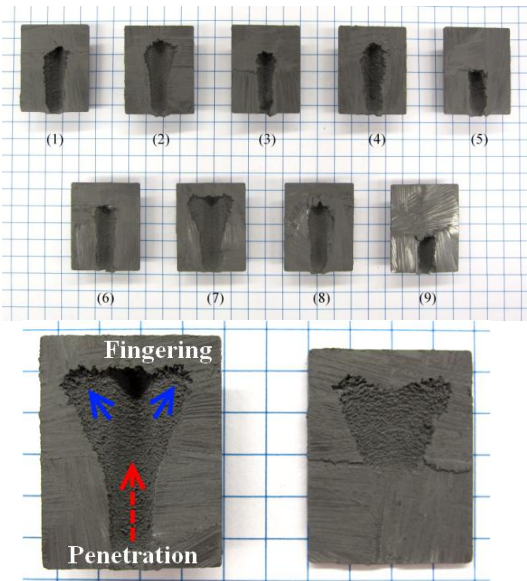 (1) (2) (3) (4) (5)
(6) (7) (8) (9)
Fingering
Penetration